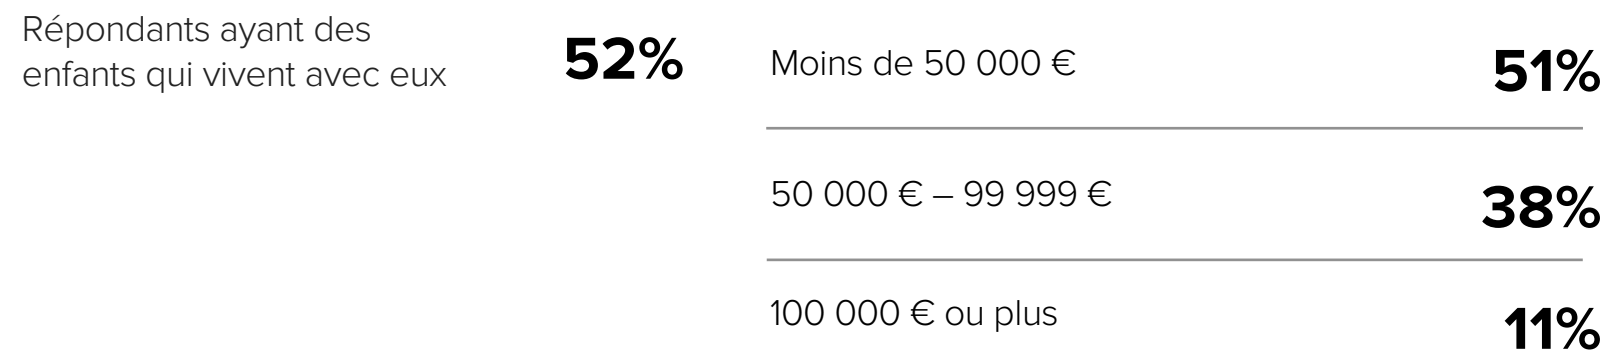 Répondants ayant des
enfants qui vivent avec eux
52%
Moins de 50 000 €
51%
50 000 € – 99 999 €
38%
100 000 € ou plus
11%